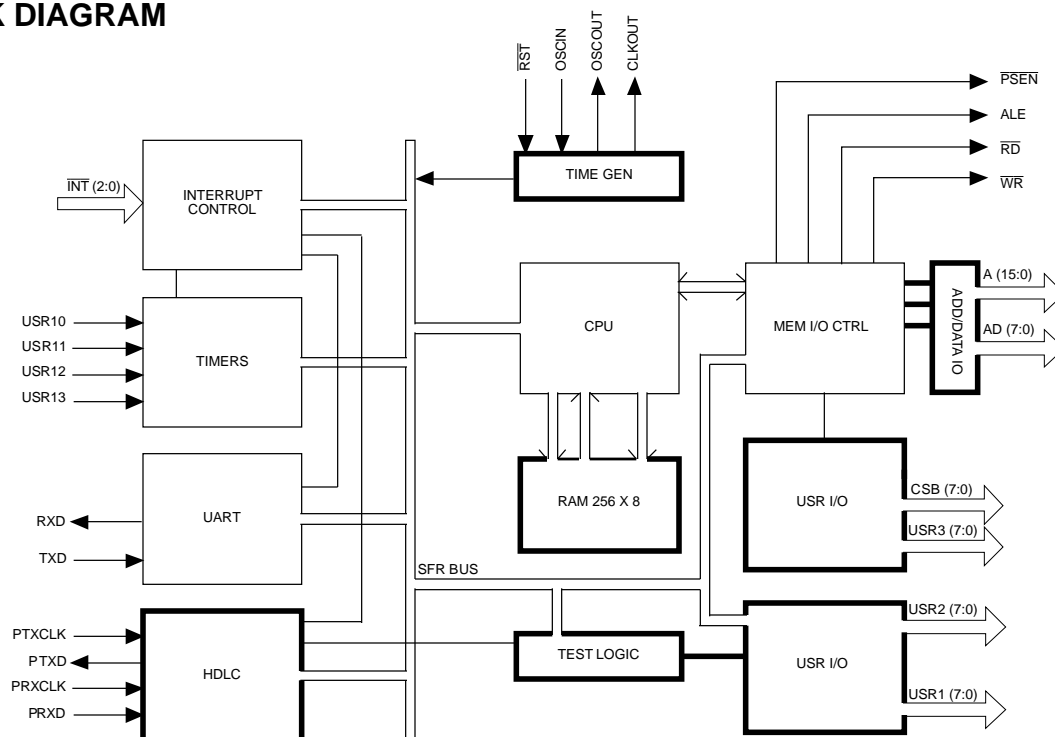 K DIAGRAM
RST
OSCIN
OSCOUT
CLKOUT
PSEN
ALE
RD
WR
TIME GEN
INT (2:0)
INTERRUPT
CONTROL
USR10
USR11
USR12
USR13
TIMERS
CPU
MEM I/O CTRL
ADD/DATA IO
A (15:0)
AD (7:0)
RXD
TXD
UART
RAM 256 X 8
USR I/O
CSB (7:0)
USR3 (7:0)
SFR BUS
PTXCLK
PTXD
PRXCLK
PRXD
HDLC
TEST LOGIC
USR I/O
USR2 (7:0)
USR1 (7:0)